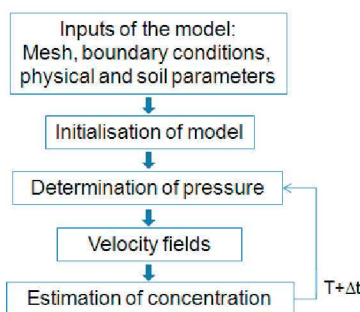 Inputs of the model:
Mesh, boundary conditions,
physical and soil parameters
Initialisation of model
Determination of pressure
Velocity fields
T+Δt
Estimation of concentration